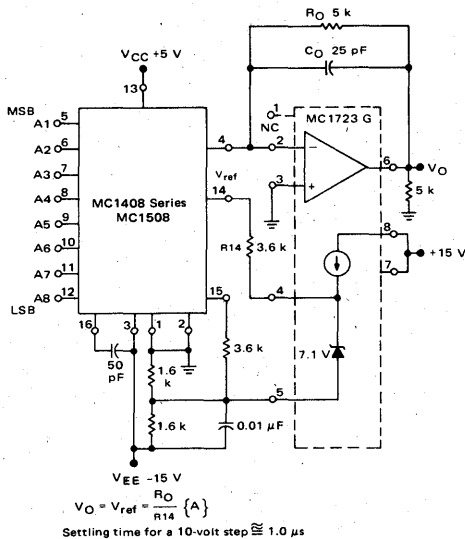 RO 5 k
CO 25 pF
VCC +5 V
13
MSB
A1 5
A2 6
A3 7
A4 8
A5 9
A6 10
A7 11
A8 12
LSB
MC1408 Series
MC1508
4
Vref
14
15
R14
3.6 k
3.6 k
1
NC
MC1723 G
2
−
3
+
6
VO
5 k
8
7
+15 V
4
7.1 V
5
16
3
1
2
50
pF
1.6
k
1.6 k
0.01 µF
VEE -15 V
VO = Vref = RO/R14 {A}
Settling time for a 10-volt step ≅ 1.0 µs